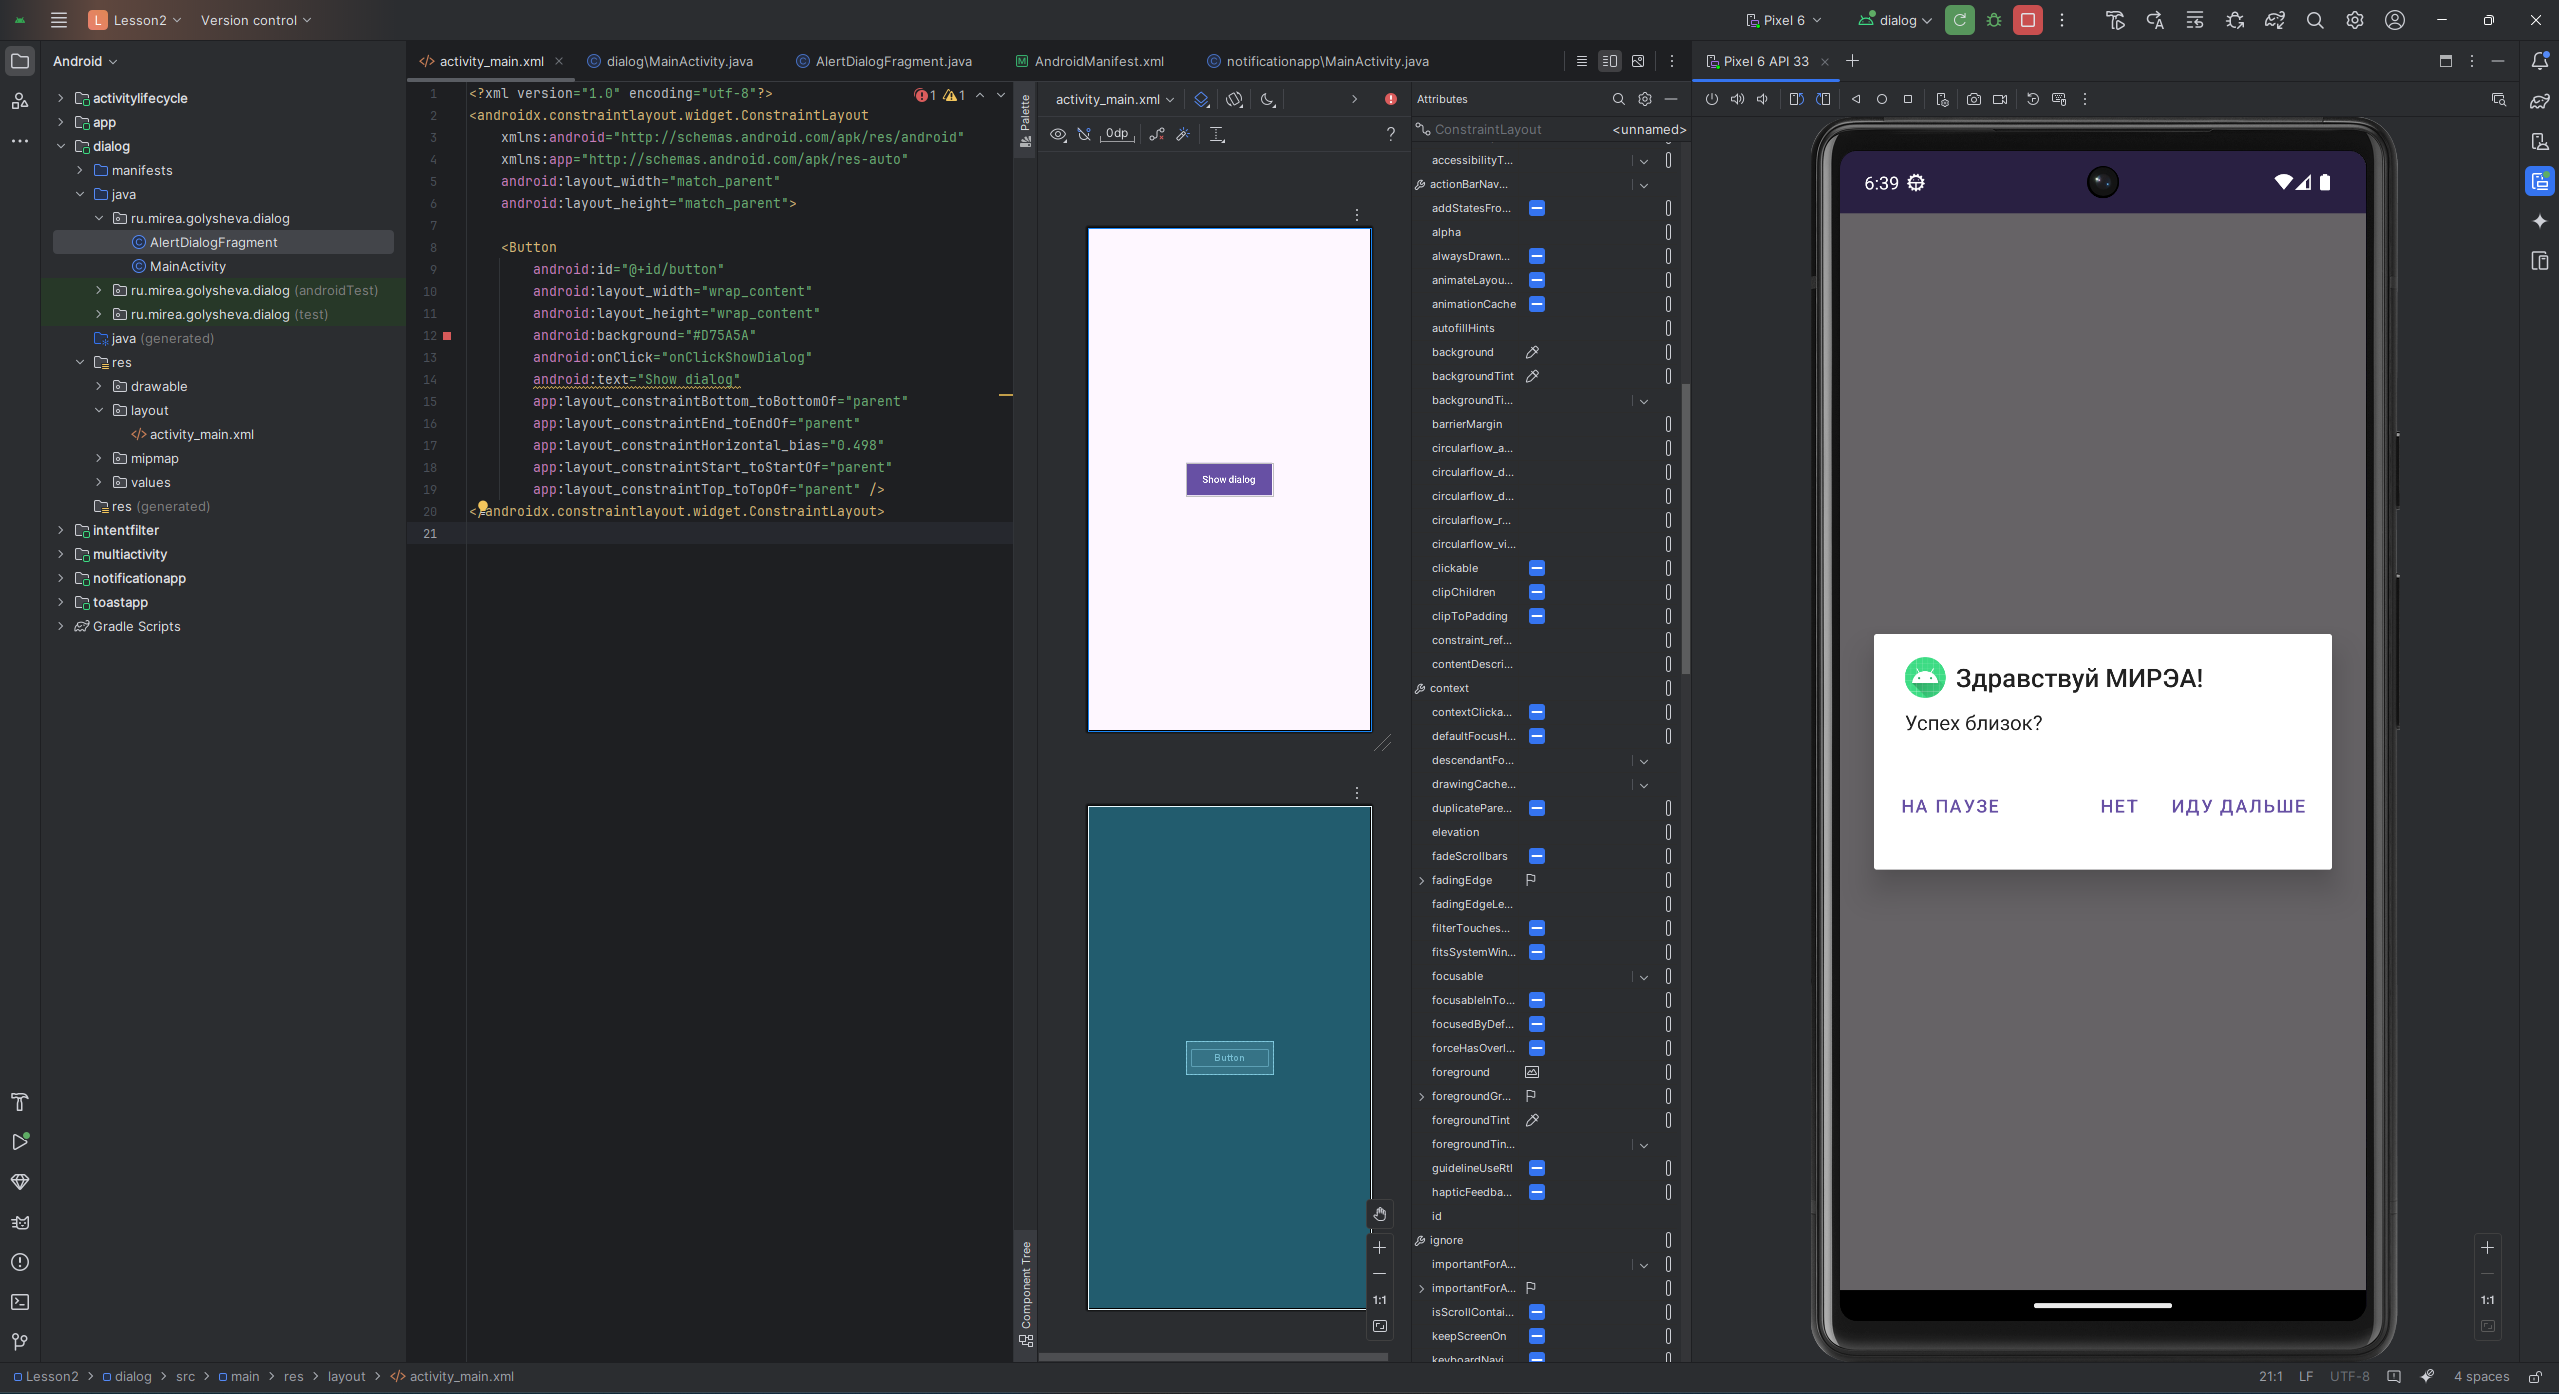 L Lesson2 Version control Pixel 6 dialog
Android
activitylifecycle
app
dialog
manifests
java
ru.mirea.golysheva.dialog
AlertDialogFragment
MainActivity
ru.mirea.golysheva.dialog (androidTest)
ru.mirea.golysheva.dialog (test)
java (generated)
res
drawable
layout
activity_main.xml
mipmap
values
res (generated)
intentfilter
multiactivity
notificationapp
toastapp
Gradle Scripts
activity_main.xml dialog\MainActivity.java AlertDialogFragment.java AndroidManifest.xml notificationapp\MainActivity.java
1 <?xml version="1.0" encoding="utf-8"?>
2 <androidx.constraintlayout.widget.ConstraintLayout
3 xmlns:android="http://schemas.android.com/apk/res/android"
4 xmlns:app="http://schemas.android.com/apk/res-auto"
5 android:layout_width="match_parent"
6 android:layout_height="match_parent">
7
8 <Button
9 android:id="@+id/button"
10 android:layout_width="wrap_content"
11 android:layout_height="wrap_content"
12 android:background="#D75A5A"
13 android:onClick="onClickShowDialog"
14 android:text="Show dialog"
15 app:layout_constraintBottom_toBottomOf="parent"
16 app:layout_constraintEnd_toEndOf="parent"
17 app:layout_constraintHorizontal_bias="0.498"
18 app:layout_constraintStart_toStartOf="parent"
19 app:layout_constraintTop_toTopOf="parent" />
20 </androidx.constraintlayout.widget.ConstraintLayout>
21
1 1
Palette
Component Tree
activity_main.xml
0dp
?
Show dialog
Button
1:1
Attributes
ConstraintLayout <unnamed>
accessibilityT...
actionBarNav...
addStatesFro...
alpha
alwaysDrawn...
animateLayou...
animationCache
autofillHints
background
backgroundTint
backgroundTi...
barrierMargin
circularflow_a...
circularflow_d...
circularflow_d...
circularflow_r...
circularflow_vi...
clickable
clipChildren
clipToPadding
constraint_ref...
contentDescri...
context
contextClicka...
defaultFocusH...
descendantFo...
drawingCache...
duplicatePare...
elevation
fadeScrollbars
fadingEdge
fadingEdgeLe...
filterTouches...
fitsSystemWin...
focusable
focusableInTo...
focusedByDef...
forceHasOverl...
foreground
foregroundGr...
foregroundTint
foregroundTin...
guidelineUseRtl
hapticFeedba...
id
ignore
importantForA...
importantForA...
isScrollContai...
keepScreenOn
keyboardNavi...
Pixel 6 API 33
6:39
Здравствуй МИРЭА!
Успех близок?
НА ПАУЗЕ НЕТ ИДУ ДАЛЬШЕ
1:1
Lesson2 > dialog > src > main > res > layout > activity_main.xml
21:1 LF UTF-8 4 spaces